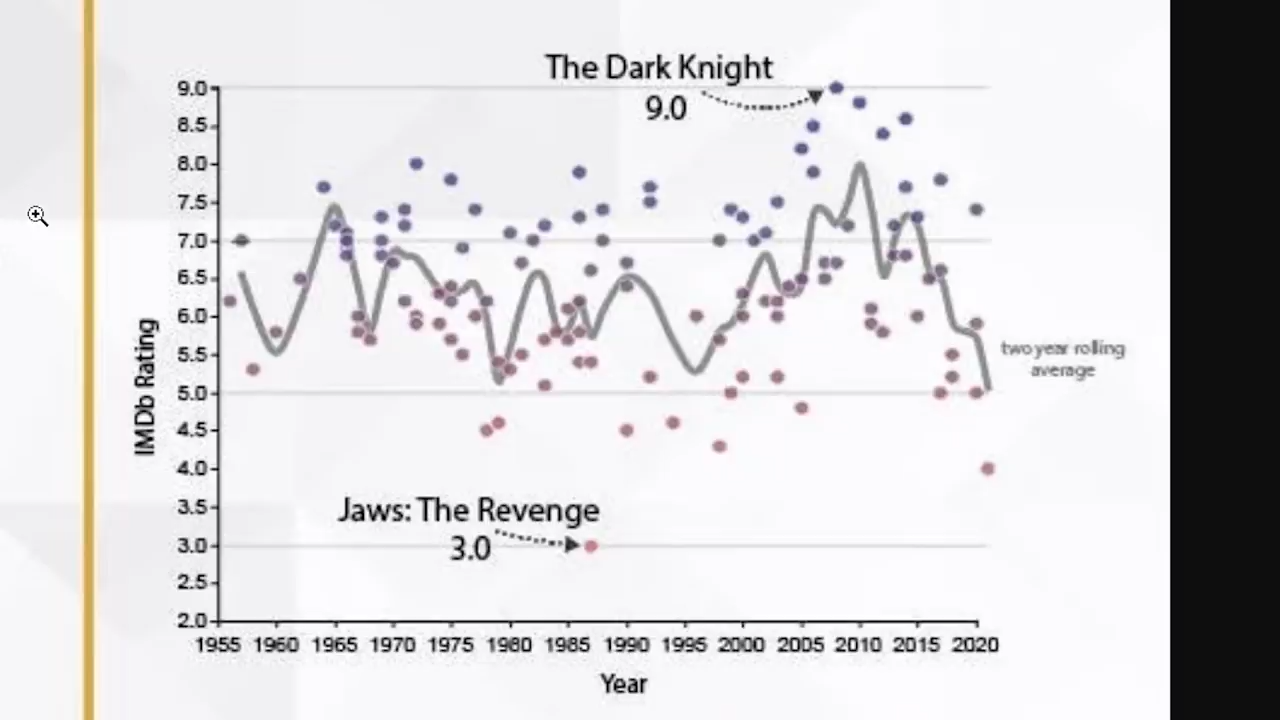 The Dark Knight
9.0
9.0
8.5
8.0
7.5
7.0
6.5
6.0
5.5
5.0
4.5
4.0
3.5
3.0
2.5
2.0
IMDb Rating
two year rolling
average
Jaws: The Revenge
3.0
1955 1960 1965 1970 1975 1980 1985 1990 1995 2000 2005 2010 2015 2020
Year